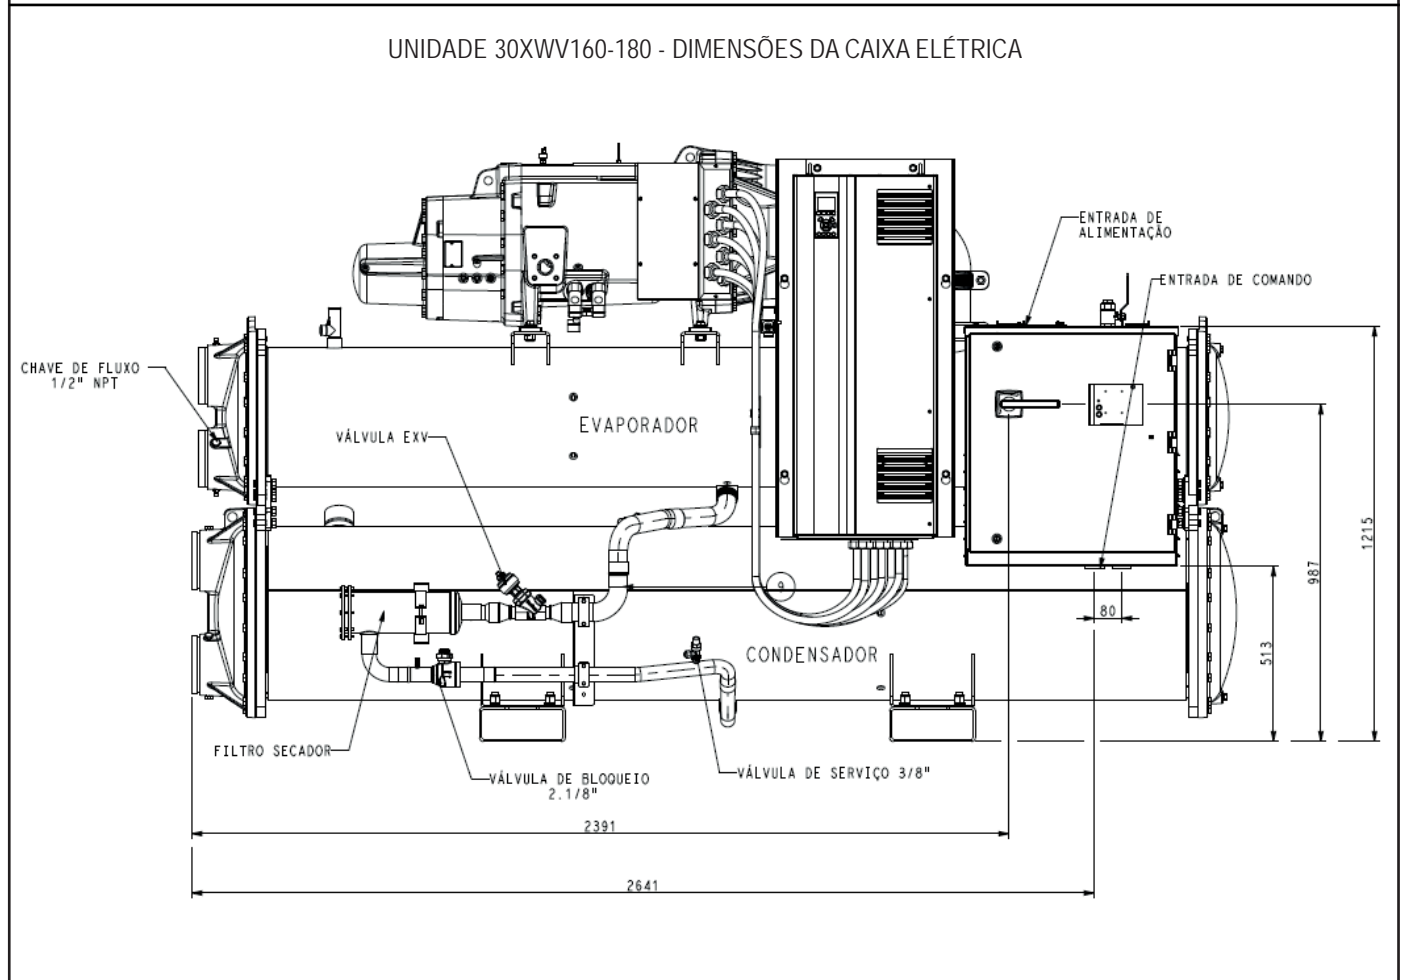 UNIDADE 30XWV160-180 - DIMENSÕES DA CAIXA ELÉTRICA
ENTRADA DE
ALIMENTAÇÃO
ENTRADA DE COMANDO
CHAVE DE FLUXO
1/2" NPT
EVAPORADOR
VÁLVULA EXV
9
80
1215
987
513
CONDENSADOR
FILTRO SECADOR
VÁLVULA DE BLOQUEIO
2.1/8"
VÁLVULA DE SERVIÇO 3/8"
2391
2641